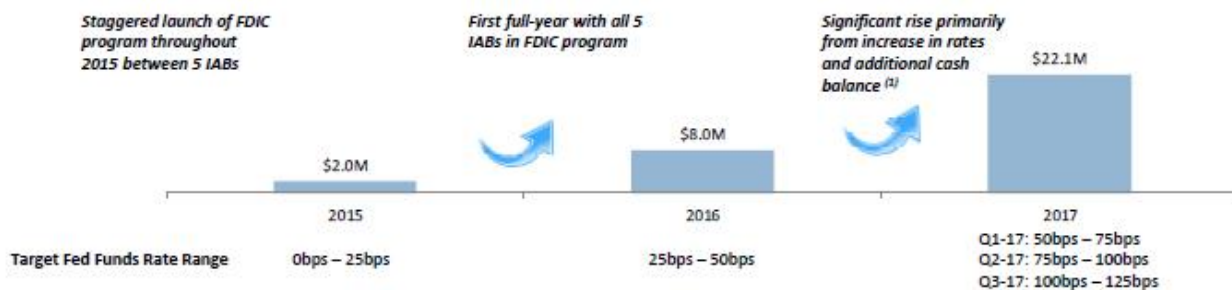 Staggered launch of FDIC
program throughout
2015 between 5 IABs
First full-year with all 5
IABs in FDIC program
Significant rise primarily
from increase in rates
and additional cash
balance (1)
$2.0M
$8.0M
$22.1M
2015
2016
2017
Target Fed Funds Rate Range
0bps – 25bps
25bps – 50bps
Q1-17: 50bps – 75bps
Q2-17: 75bps – 100bps
Q3-17: 100bps – 125bps